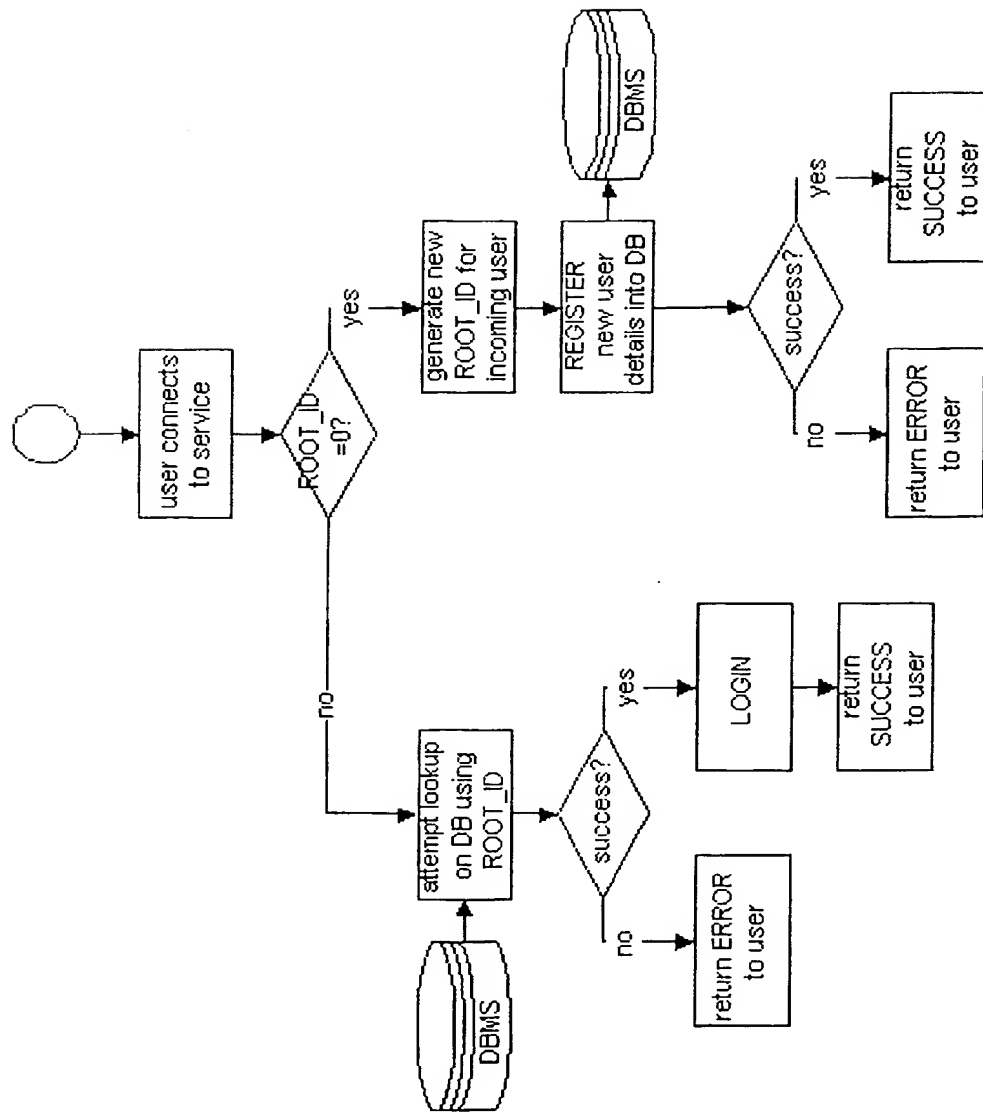 user connects
to service
ROOT_ID
=0?
no
yes
attempt lookup
on DB using
ROOT_ID
DBMS
success?
no
yes
return ERROR
to user
LOGIN
return
SUCCESS
to user
generate new
ROOT_ID for
incoming user
REGISTER
new user
details into DB
DBMS
success?
no
yes
return ERROR
to user
return
SUCCESS
to user